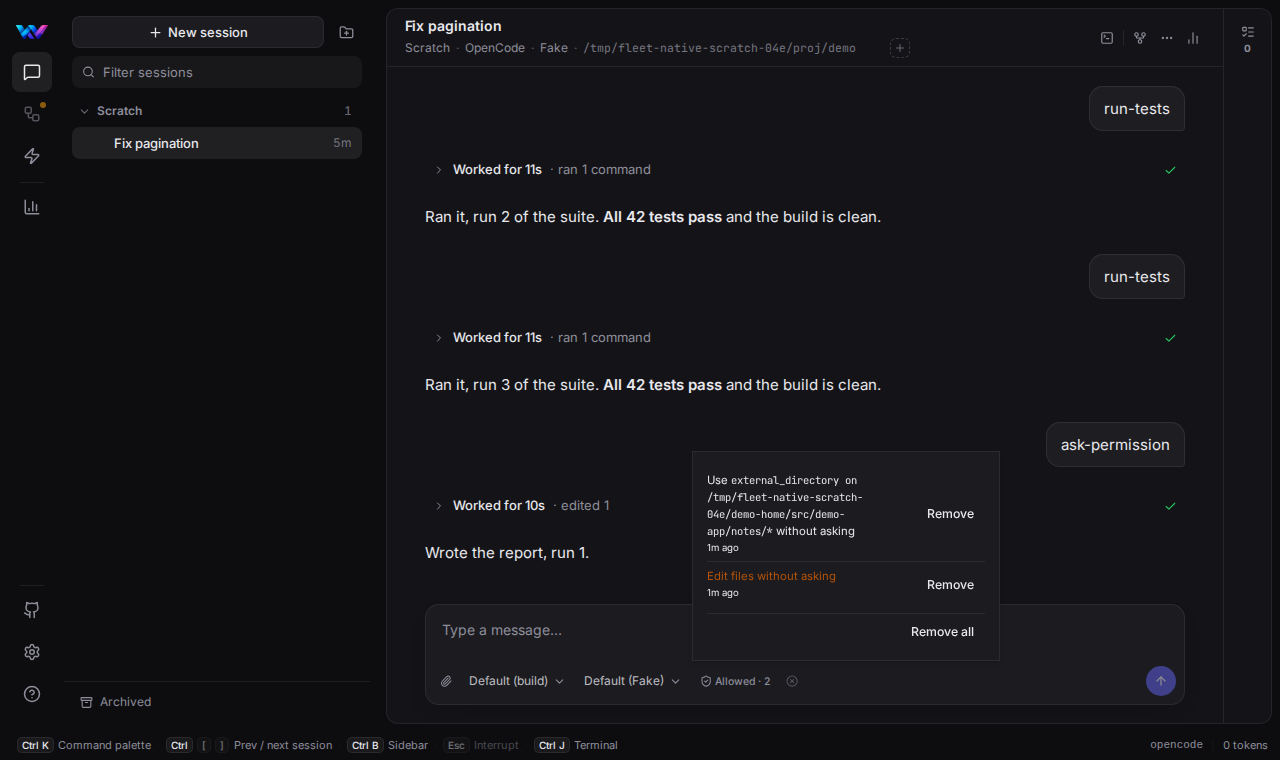 New session
Filter sessions
Scratch 1
Fix pagination 5m
Archived
Fix pagination
Scratch · OpenCode · Fake · /tmp/fleet-native-scratch-04e/proj/demo
0
run-tests
Worked for 11s · ran 1 command
Ran it, run 2 of the suite. All 42 tests pass and the build is clean.
run-tests
Worked for 11s · ran 1 command
Ran it, run 3 of the suite. All 42 tests pass and the build is clean.
ask-permission
Worked for 10s · edited 1
Wrote the report, run 1.
Use external_directory on
/tmp/fleet-native-scratch-
04e/demo-home/src/demo-
app/notes/* without asking
1m ago
Remove
Edit files without asking
1m ago
Remove
Remove all
Type a message...
Default (build) Default (Fake) Allowed · 2
Ctrl K Command palette Ctrl [ ] Prev / next session Ctrl B Sidebar Esc Interrupt Ctrl J Terminal opencode 0 tokens